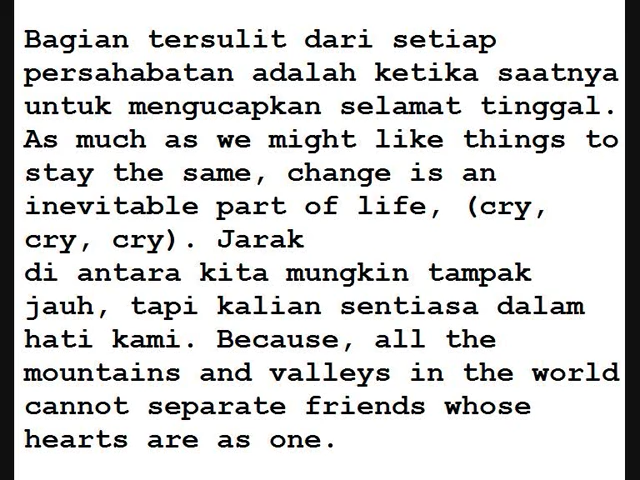 Bagian tersulit dari setiap
persahabatan adalah ketika saatnya
untuk mengucapkan selamat tinggal.
As much as we might like things to
stay the same, change is an
inevitable part of life, (cry,
cry, cry). Jarak
di antara kita mungkin tampak
jauh, tapi kalian sentiasa dalam
hati kami. Because, all the
mountains and valleys in the world
cannot separate friends whose
hearts are as one.